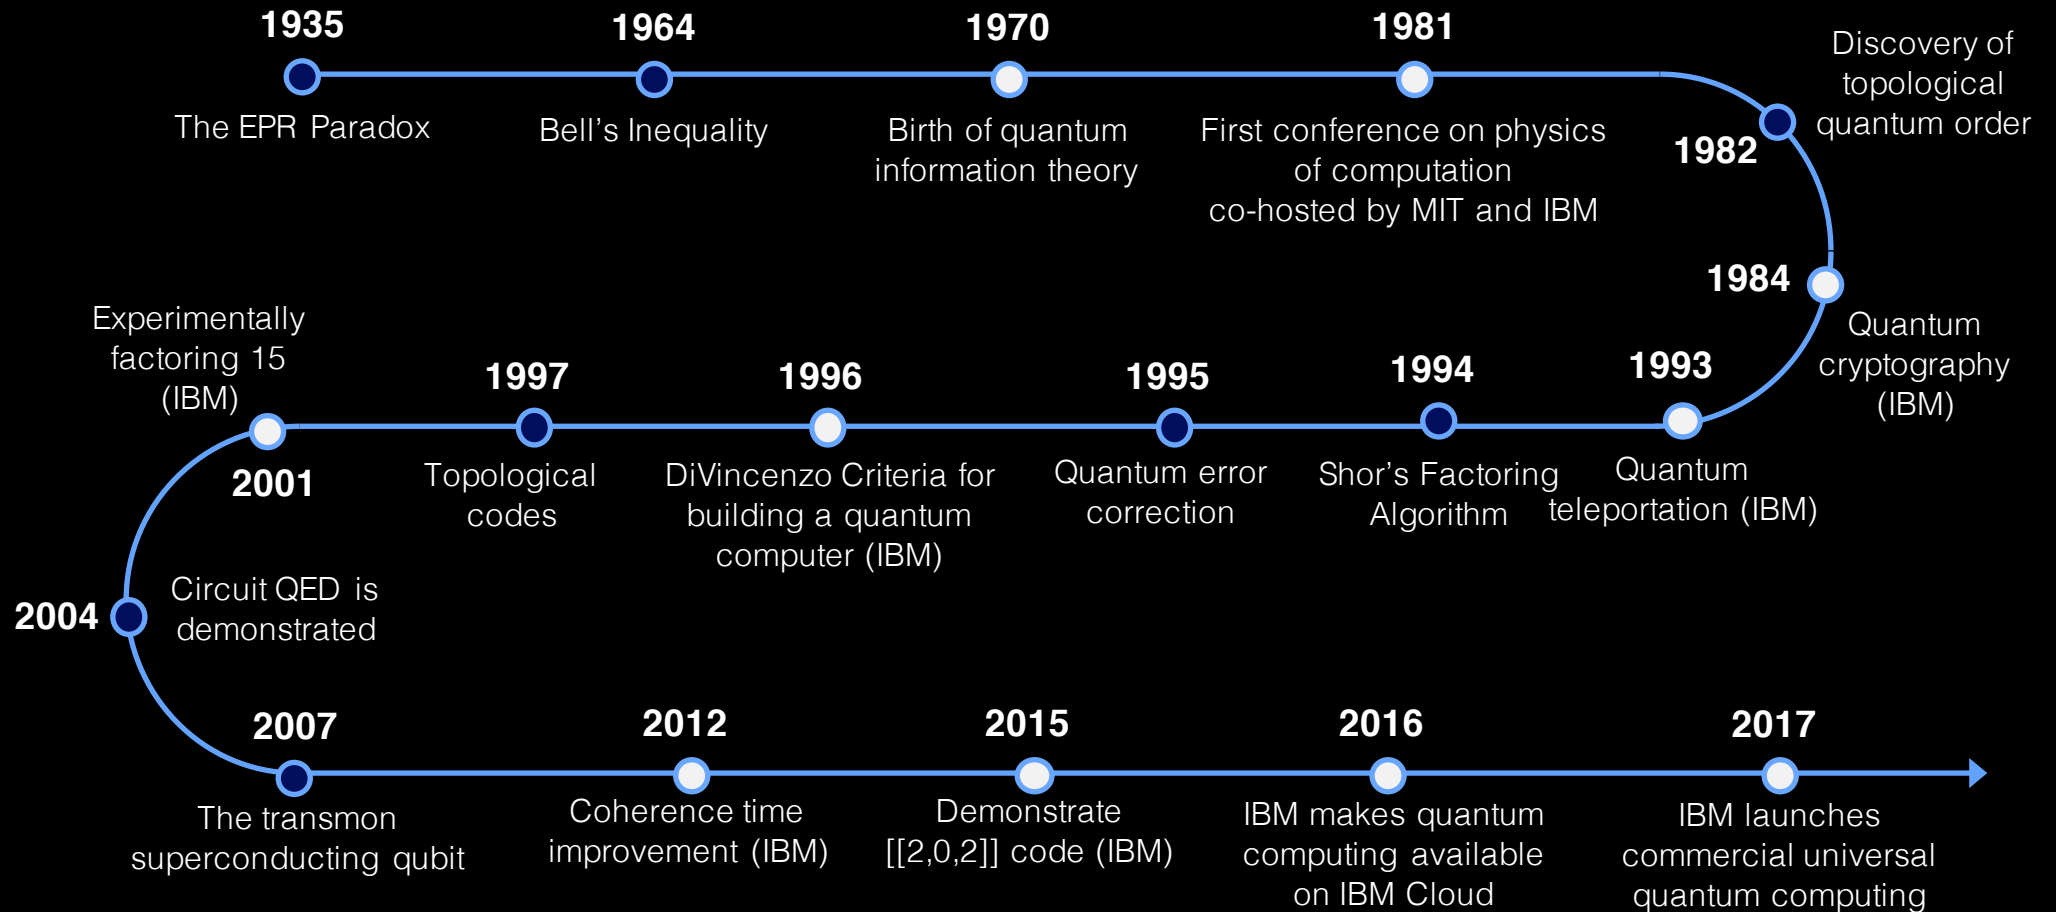 1935
The EPR Paradox
1964
Bell's Inequality
1970
Birth of quantum
information theory
1981
First conference on physics
of computation
co-hosted by MIT and IBM
1982
Discovery of
topological
quantum order
1984
Quantum
cryptography
(IBM)
1993
Quantum
teleportation (IBM)
1994
Shor's Factoring
Algorithm
1995
Quantum error
correction
1996
DiVincenzo Criteria for
building a quantum
computer (IBM)
1997
Topological
codes
2001
Experimentally
factoring 15
(IBM)
2004
Circuit QED is
demonstrated
2007
The transmon
superconducting qubit
2012
Coherence time
improvement (IBM)
2015
Demonstrate
[[2,0,2]] code (IBM)
2016
IBM makes quantum
computing available
on IBM Cloud
2017
IBM launches
commercial universal
quantum computing